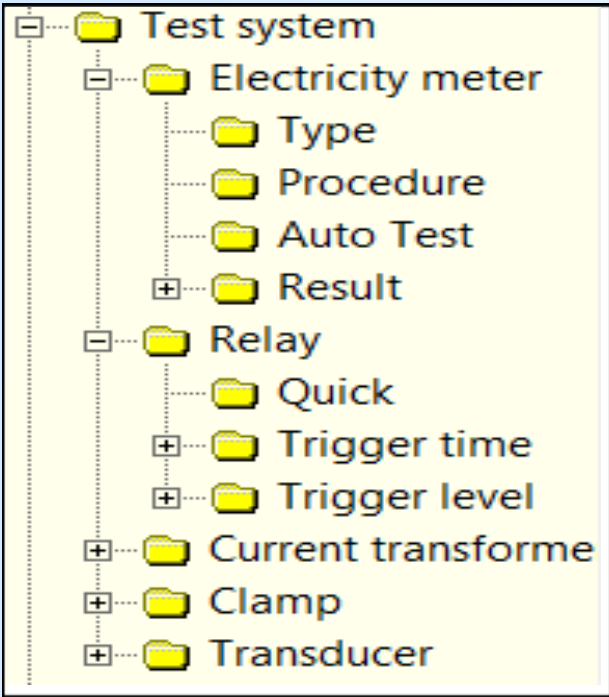 Test system
Electricity meter
Type
Procedure
Auto Test
Result
Relay
Quick
Trigger time
Trigger level
Current transforme
Clamp
Transducer